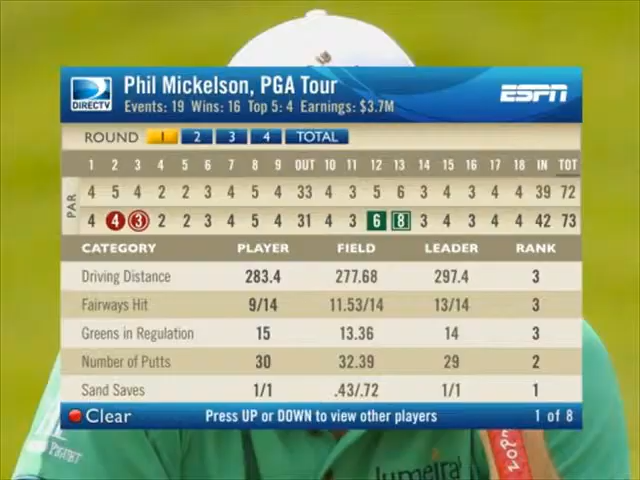 DIRECTV
Phil Mickelson, PGA Tour
Events: 19 Wins: 16 Top 5: 4 Earnings: $3.7M
ESPN
ROUND 1 2 3 4 TOTAL
1 2 3 4 5 6 7 8 9 OUT 10 11 12 13 14 15 16 17 18 IN TOT
PAR
4 5 4 2 2 3 4 5 4 33 4 3 5 6 3 4 3 4 4 39 72
4 4 3 2 2 3 4 5 4 31 4 3 6 8 3 4 3 4 4 42 73
CATEGORY PLAYER FIELD LEADER RANK
Driving Distance 283.4 277.68 297.4 3
Fairways Hit 9/14 11.53/14 13/14 3
Greens in Regulation 15 13.36 14 3
Number of Putts 30 32.39 29 2
Sand Saves 1/1 .43/.72 1/1 1
Clear Press UP or DOWN to view other players 1 of 8